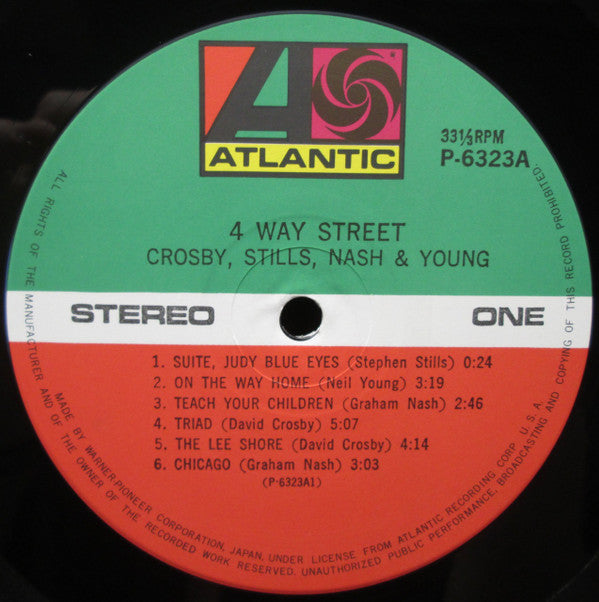 ATLANTIC
33 1/3 RPM
P-6323A
4 WAY STREET
CROSBY, STILLS, NASH & YOUNG
STEREO
ONE
1. SUITE, JUDY BLUE EYES (Stephen Stills) 0:24
2. ON THE WAY HOME (Neil Young) 3:19
3. TEACH YOUR CHILDREN (Graham Nash) 2:46
4. TRIAD (David Crosby) 5:07
5. THE LEE SHORE (David Crosby) 4:14
6. CHICAGO (Graham Nash) 3:03
(P-6323A1)
MADE BY WARNER-PIONEER CORPORATION, JAPAN, UNDER LICENSE FROM ATLANTIC RECORDING CORP. U. S. A.
ALL RIGHTS OF THE MANUFACTURER AND OF THE OWNER OF THE RECORDED WORK RESERVED. UNAUTHORIZED PUBLIC PERFORMANCE, BROADCASTING AND COPYING OF THIS RECORD PROHIBITED.